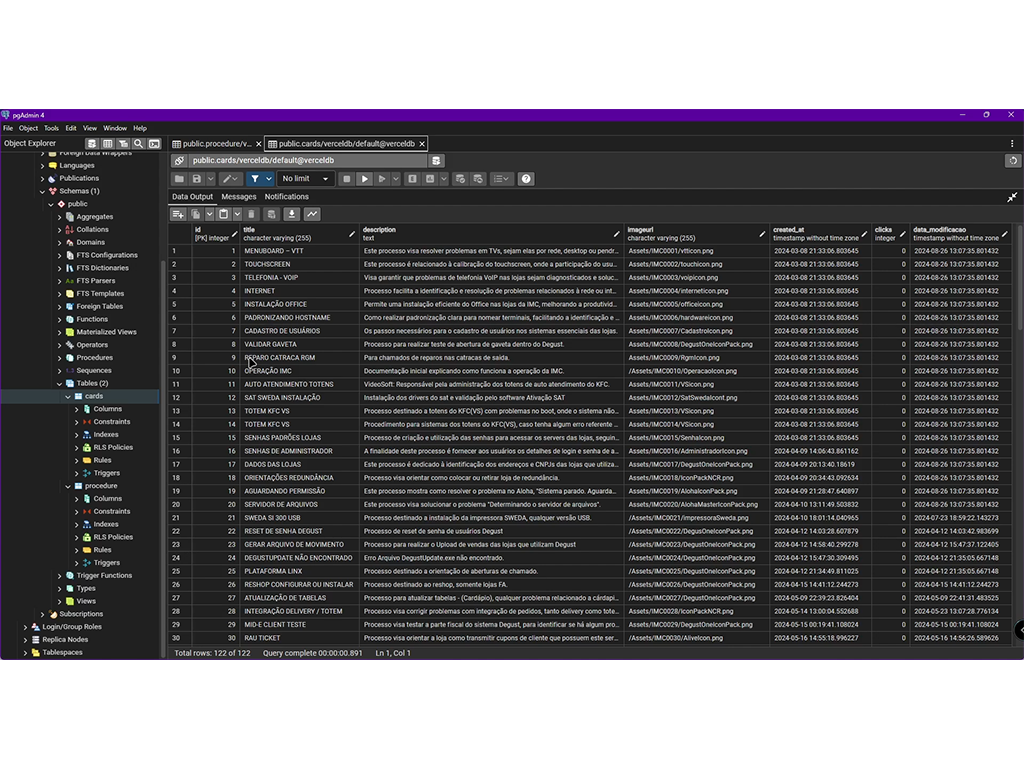 pgAdmin 4
File Object Tools Edit View Window Help
Object Explorer
public.procedure/v... public.cards/verceldb/default@verceldb
public.cards/verceldb/default@verceldb
No limit
Data Output Messages Notifications
Foreign Data Wrappers
Languages
Publications
Schemas (1)
public
Aggregates
Collations
Domains
FTS Configurations
FTS Dictionaries
FTS Parsers
FTS Templates
Foreign Tables
Functions
Materialized Views
Operators
Procedures
Sequences
Tables (2)
cards
Columns
Constraints
Indexes
RLS Policies
Rules
Triggers
procedure
Columns
Constraints
Indexes
RLS Policies
Rules
Triggers
Trigger Functions
Types
Views
Subscriptions
Login/Group Roles
Replica Nodes
Tablespaces
id title description imageurl created_at clicks data_modificacao
[PK] integer character varying (255) text character varying (255) timestamp without time zone integer timestamp without time zone
1 1 MENUBOARD – VTT Este processo visa resolver problemas em TVs, sejam elas por rede, desktop ou pendr... Assets/IMC0001/vtticon.png 2024-03-08 21:33:06.803645 0 2024-08-26 13:07:35.801432
2 2 TOUCHSCREEN Este processo é relacionado à calibração do touchscreen, onde a participação do usu... Assets/IMC0002/touchicon.png 2024-03-08 21:33:06.803645 0 2024-08-26 13:07:35.801432
3 3 TELEFONIA - VOIP Visa garantir que problemas de telefonia VoIP nas lojas sejam diagnosticados e soluc... Assets/IMC0003/voipicon.png 2024-03-08 21:33:06.803645 0 2024-08-26 13:07:35.801432
4 4 INTERNET Processo facilita a identificação e resolução de problemas relacionados à rede ou int... Assets/IMC0004/interneticon.png 2024-03-08 21:33:06.803645 0 2024-08-26 13:07:35.801432
5 5 INSTALAÇÃO OFFICE Permite uma instalação eficiente do Office nas lojas da IMC, melhorando a produtivid... Assets/IMC0005/officeicon.png 2024-03-08 21:33:06.803645 0 2024-08-26 13:07:35.801432
6 6 PADRONIZANDO HOSTNAME Como realizar padronização clara para nomear terminais, facilitando a identificação e ... Assets/IMC0006/hardwareicon.png 2024-03-08 21:33:06.803645 0 2024-08-26 13:07:35.801432
7 7 CADASTRO DE USUÁRIOS Os passos necessários para o cadastro de usuários nos sistemas essenciais das lojas. Assets/IMC0007/CadastroIcon.png 2024-03-08 21:33:06.803645 0 2024-08-26 13:07:35.801432
8 8 VALIDAR GAVETA Processo para realizar teste de abertura de gaveta dentro do Degust. Assets/IMC0008/DegustOneIconPack.png 2024-03-08 21:33:06.803645 0 2024-08-26 13:07:35.801432
9 9 REPARO CATRACA RGM Para chamados de reparos nas catracas de saída. Assets/IMC0009/RgmIcon.png 2024-03-08 21:33:06.803645 0 2024-08-26 13:07:35.801432
10 10 OPERAÇÃO IMC Documentação inicial explicando como funciona a operação da IMC. /Assets/IMC0010/OperacaoIcon.png 2024-03-08 21:33:06.803645 0 2024-08-26 13:07:35.801432
11 11 AUTO ATENDIMENTO TOTENS VideoSoft: Responsável pela administração dos totens de auto atendimento do KFC. Assets/IMC0011/VSicon.png 2024-03-08 21:33:06.803645 0 2024-08-26 13:07:35.801432
12 12 SAT SWEDA INSTALAÇÃO Instalação dos drivers do sat e validação pelo software Ativação SAT Assets/IMC0012/SatSwedaIcont.png 2024-03-08 21:33:06.803645 0 2024-08-26 13:07:35.801432
13 13 TOTEM KFC VS Processo destinado a totens do KFC(VS) com problemas no boot, onde o sistema não... Assets/IMC0013/VSicon.png 2024-03-08 21:33:06.803645 0 2024-08-26 13:07:35.801432
14 14 TOTEM KFC VS Procedimento para sistemas dos totens do KFC(VS), caso tenha algum erro referente ... Assets/IMC0014/VSicon.png 2024-03-08 21:33:06.803645 0 2024-08-26 13:07:35.801432
15 15 SENHAS PADRÕES LOJAS Processo de criação e utilização das senhas para acessar os servers das lojas, seguin... Assets/IMC0015/SenhaIcon.png 2024-03-08 21:33:06.803645 0 2024-08-26 13:07:35.801432
16 16 SENHAS DE ADMINISTRADOR A finalidade deste processo é fornecer aos usuários os detalhes de login e senha de a... Assets/IMC0016/AdministradorIcon.png 2024-04-09 14:06:43.861162 0 2024-08-26 13:07:35.801432
17 17 DADOS DAS LOJAS Este processo é dedicado à identificação dos endereços e CNPJs das lojas que utiliza... Assets/IMC0017/DegustOneIconPack.png 2024-04-09 20:13:40.18619 0 2024-08-26 13:07:35.801432
18 18 ORIENTAÇÕES REDUNDÂNCIA Processo visa orientar como colocar ou retirar loja de redundância. Assets/IMC0018/IconPackNCR.png 2024-04-09 20:34:43.092634 0 2024-08-26 13:07:35.801432
19 19 AGUARDANDO PERMISSÃO Este processo mostra como resolver o problema no Aloha, "Sistema parado. Aguarda... Assets/IMC0019/AlohaIconPack.png 2024-04-09 21:28:47.640897 0 2024-08-26 13:07:35.801432
20 20 SERVIDOR DE ARQUIVOS Este processo visa solucionar o problema "Determinando o servidor de arquivos". Assets/IMC0020/AlohaMasterIconPack.png 2024-04-10 13:11:49.503832 0 2024-08-26 13:07:35.801432
21 21 SWEDA SI 300 USB Processo destinado a instalação da impressora SWEDA, qualquer versão USB. /Assets/IMC0021/impressoraSweda.png 2024-04-10 18:01:14.040965 0 2024-07-23 18:59:22.143273
22 22 RESET DE SENHA DEGUST Processo de reset de senha de usuários Degust /Assets/IMC0022/DegustOneIconPack.png 2024-04-12 14:03:28.607879 0 2024-04-12 14:03:42.983699
23 23 GERAR ARQUIVO DE MOVIMENTO Processo para realizar o Upload de vendas das lojas que utilizam Degust /Assets/IMC0023/DegustOneIconPack.png 2024-04-12 14:58:40.299278 0 2024-04-12 15:47:37.122405
24 24 DEGUSTUPDATE NÃO ENCONTRADO Erro Arquivo DegustUpdate.exe não encontrado. /Assets/IMC0024/DegustOneIconPack.png 2024-04-12 15:47:30.309495 0 2024-04-12 21:35:05.667148
25 25 PLATAFORMA LINX Processo destinado a orientação de aberturas de chamado. /Assets/IMC0025/DegustOneIconPack.png 2024-04-12 21:34:49.811025 0 2024-04-12 21:35:05.667148
26 26 RESHOP CONFIGURAR OU INSTALAR Processo destinado ao reshop, somente lojas FA. /Assets/IMC0026/DegustOneIconPack.png 2024-04-15 14:41:12.244273 0 2024-04-15 14:41:12.244273
27 27 ATUALIZAÇÃO DE TABELAS Processo para atualizar tabelas - (Cardápio), qualquer problema relacionado a cárdapi... /Assets/IMC0027/DegustOneIconPack.png 2024-05-09 22:39:23.826404 0 2024-05-09 22:41:31.483525
28 28 INTEGRAÇÃO DELIVERY / TOTEM Processo visa corrigir problemas com integração de pedidos, tanto delivery como tote... /Assets/IMC0028/IconPackNCR.png 2024-05-14 13:00:04.552688 0 2024-05-23 13:07:28.776134
29 29 MID-E CLIENT TESTE Processo visa testar a parte fiscal do sistema Degust, para identificar se há algum pro... /Assets/IMC0029/DegustOneIconPack.png 2024-05-15 00:19:41.108024 0 2024-05-15 00:19:41.108024
30 30 RAU TICKET Processo visa orientar a loja como transmitir cupons de cliente que possuem este ser... /Assets/IMC0030/AliveIcon.png 2024-05-16 14:55:18.996227 0 2024-05-16 14:56:26.589626
Total rows: 122 of 122 Query complete 00:00:00.891 Ln 1, Col 1